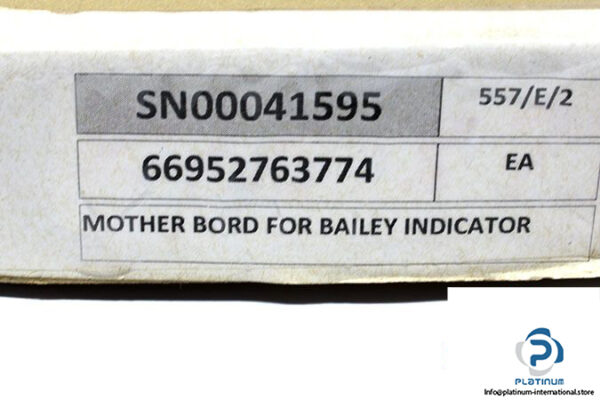 SN00041595
557/E/2
66952763774
EA
MOTHER BORD FOR BAILEY INDICATOR
PLATINUM
Info@platinum-international.store